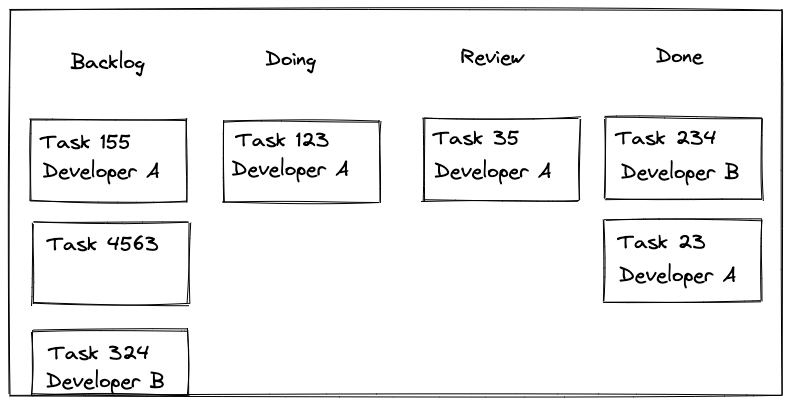 Backlog
Doing
Review
Done
Task 155
Developer A
Task 4563
Task 324
Developer B
Task 123
Developer A
Task 35
Developer A
Task 234
Developer B
Task 23
Developer A